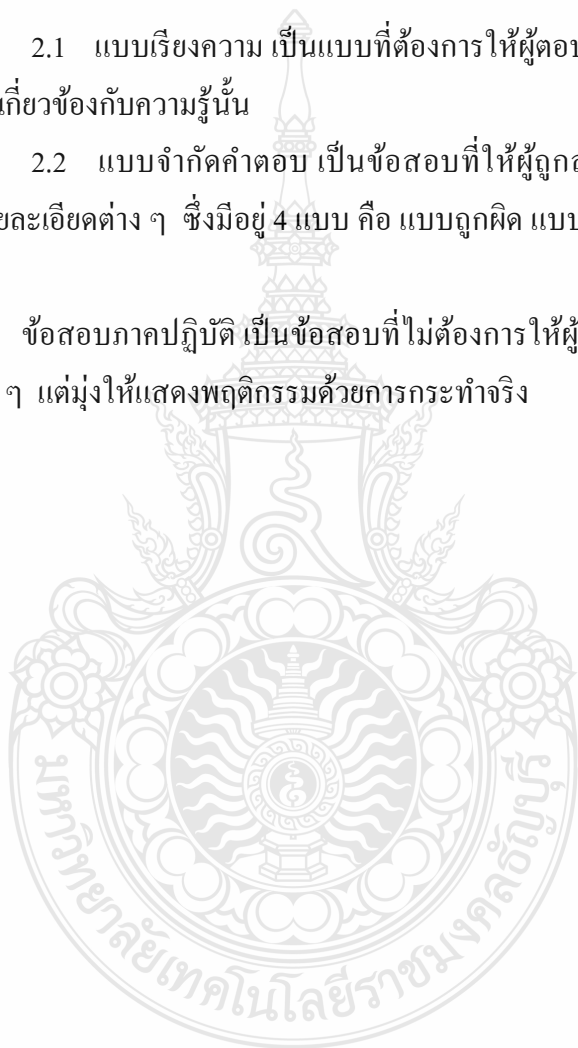 2.1 แบบเรียงความ เป็นแบบที่ต้องการให้ผู้ตอบ
เกี่ยวข้องกับความรู้นั้น
2.2 แบบจำกัดคำตอบ เป็นข้อสอบที่ให้ผู้ถูก
ละเอียดต่าง ๆ ซึ่งมีอยู่ 4 แบบ คือ แบบถูกผิด แบบ
ข้อสอบภาคปฏิบัติ เป็นข้อสอบที่ไม่ต้องการให้ผู้
ๆ แต่มุ่งให้แสดงพฤติกรรมด้วยการกระทำจริง
มหาวิทยาลัยเทคโนโลยีราชมงคลธัญบุรี